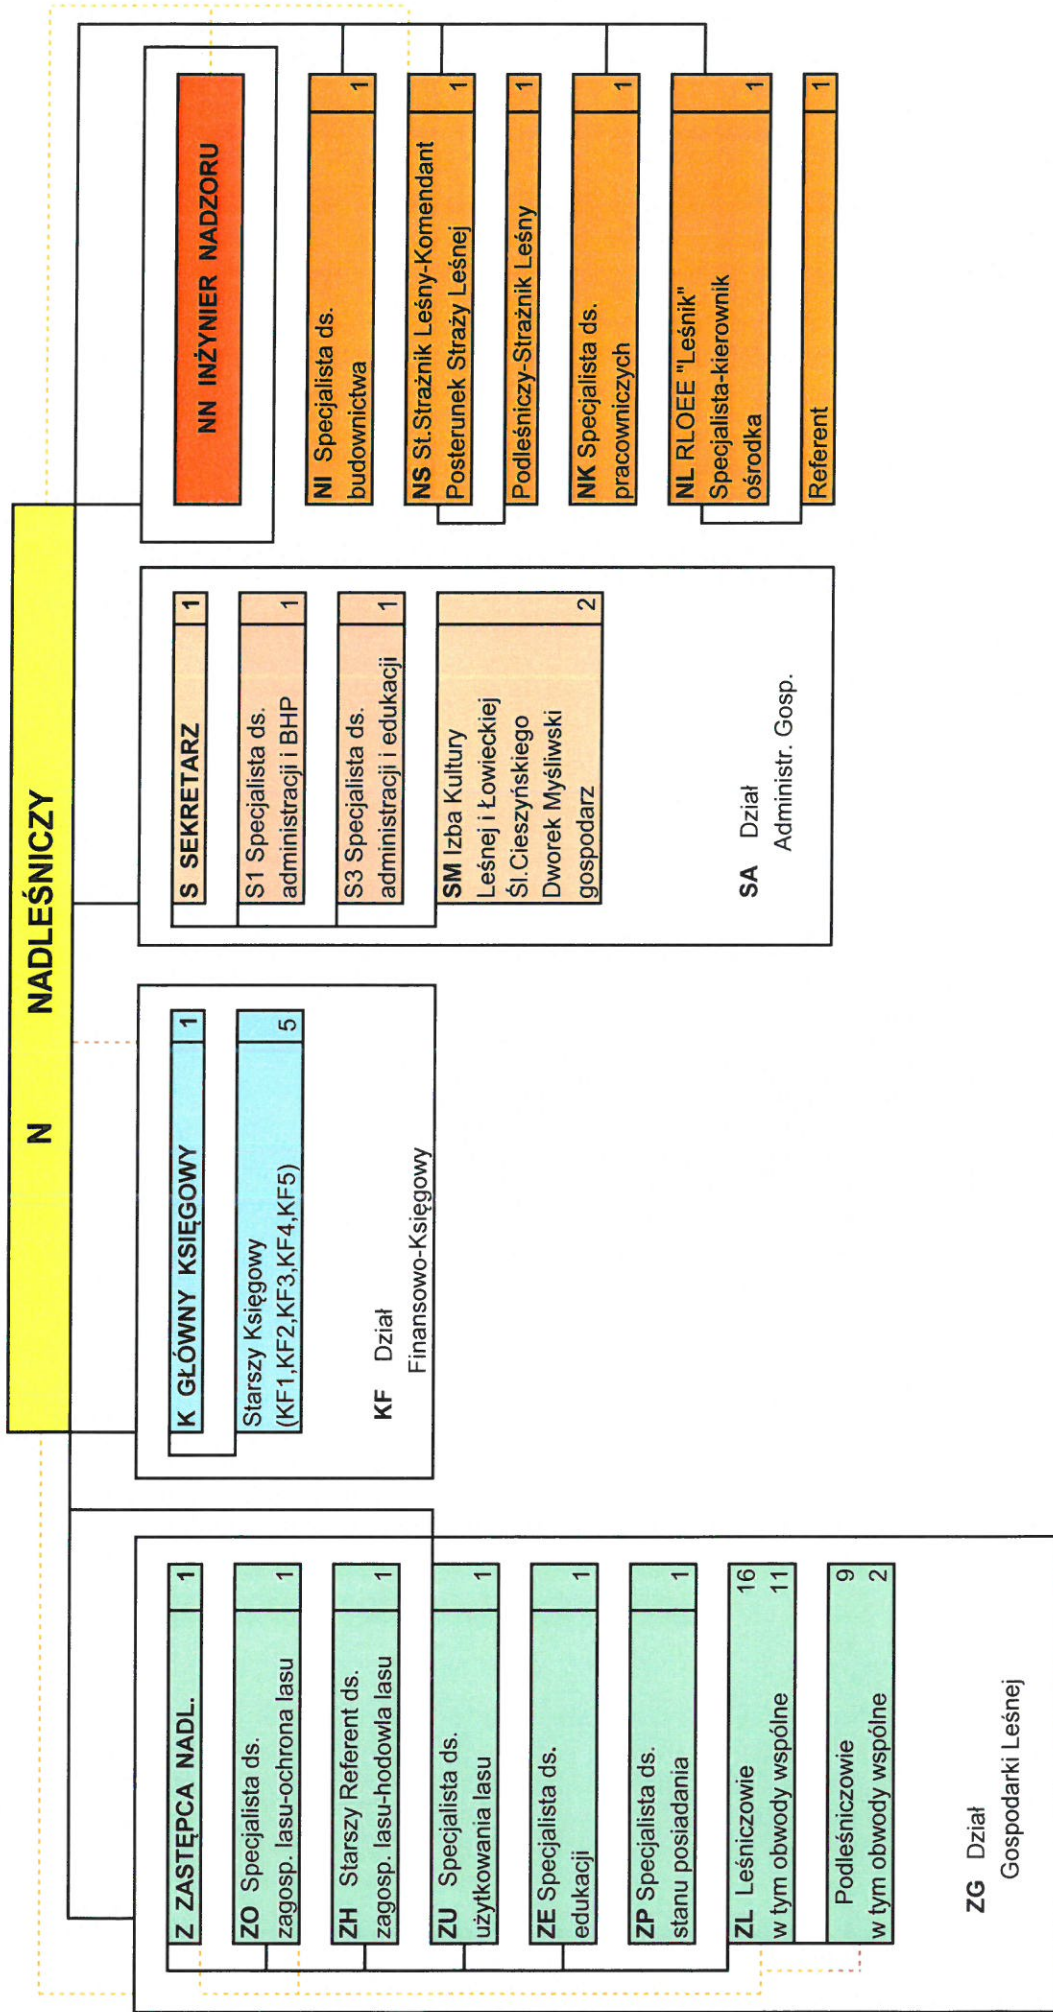 N NADLEŚNICZY
Z ZASTĘPCA NADL. 1
ZO Specjalista ds.
zagosp. lasu-ochrona lasu 1
ZH Starszy Referent ds.
zagosp. lasu-hodowla lasu 1
ZU Specjalista ds.
użytkowania lasu 1
ZE Specjalista ds.
edukacji 1
ZP Specjalista ds.
stanu posiadania 1
ZL Leśniczowie 16
w tym obwody wspólne 11
Podleśniczowie 9
w tym obwody wspólne 2
ZG Dział
Gospodarki Leśnej
K GŁÓWNY KSIĘGOWY 1
Starszy Księgowy
(KF1,KF2,KF3,KF4,KF5) 5
KF Dział
Finansowo-Księgowy
S SEKRETARZ 1
S1 Specjalista ds.
administracji i BHP 1
S3 Specjalista ds.
administracji i edukacji 1
SM Izba Kultury
Leśnej i Łowieckiej
Śl.Cieszyńskiego
Dworek Myśliwski
gospodarz 2
SA Dział
Administr. Gosp.
NN INŻYNIER NADZORU
NI Specjalista ds.
budownictwa 1
NS St.Strażnik Leśny-Komendant
Posterunek Straży Leśnej 1
Podleśniczy-Strażnik Leśny 1
NK Specjalista ds.
pracowniczych 1
NL RLOEE "Leśnik"
Specjalista-kierownik
ośrodka 1
Referent 1